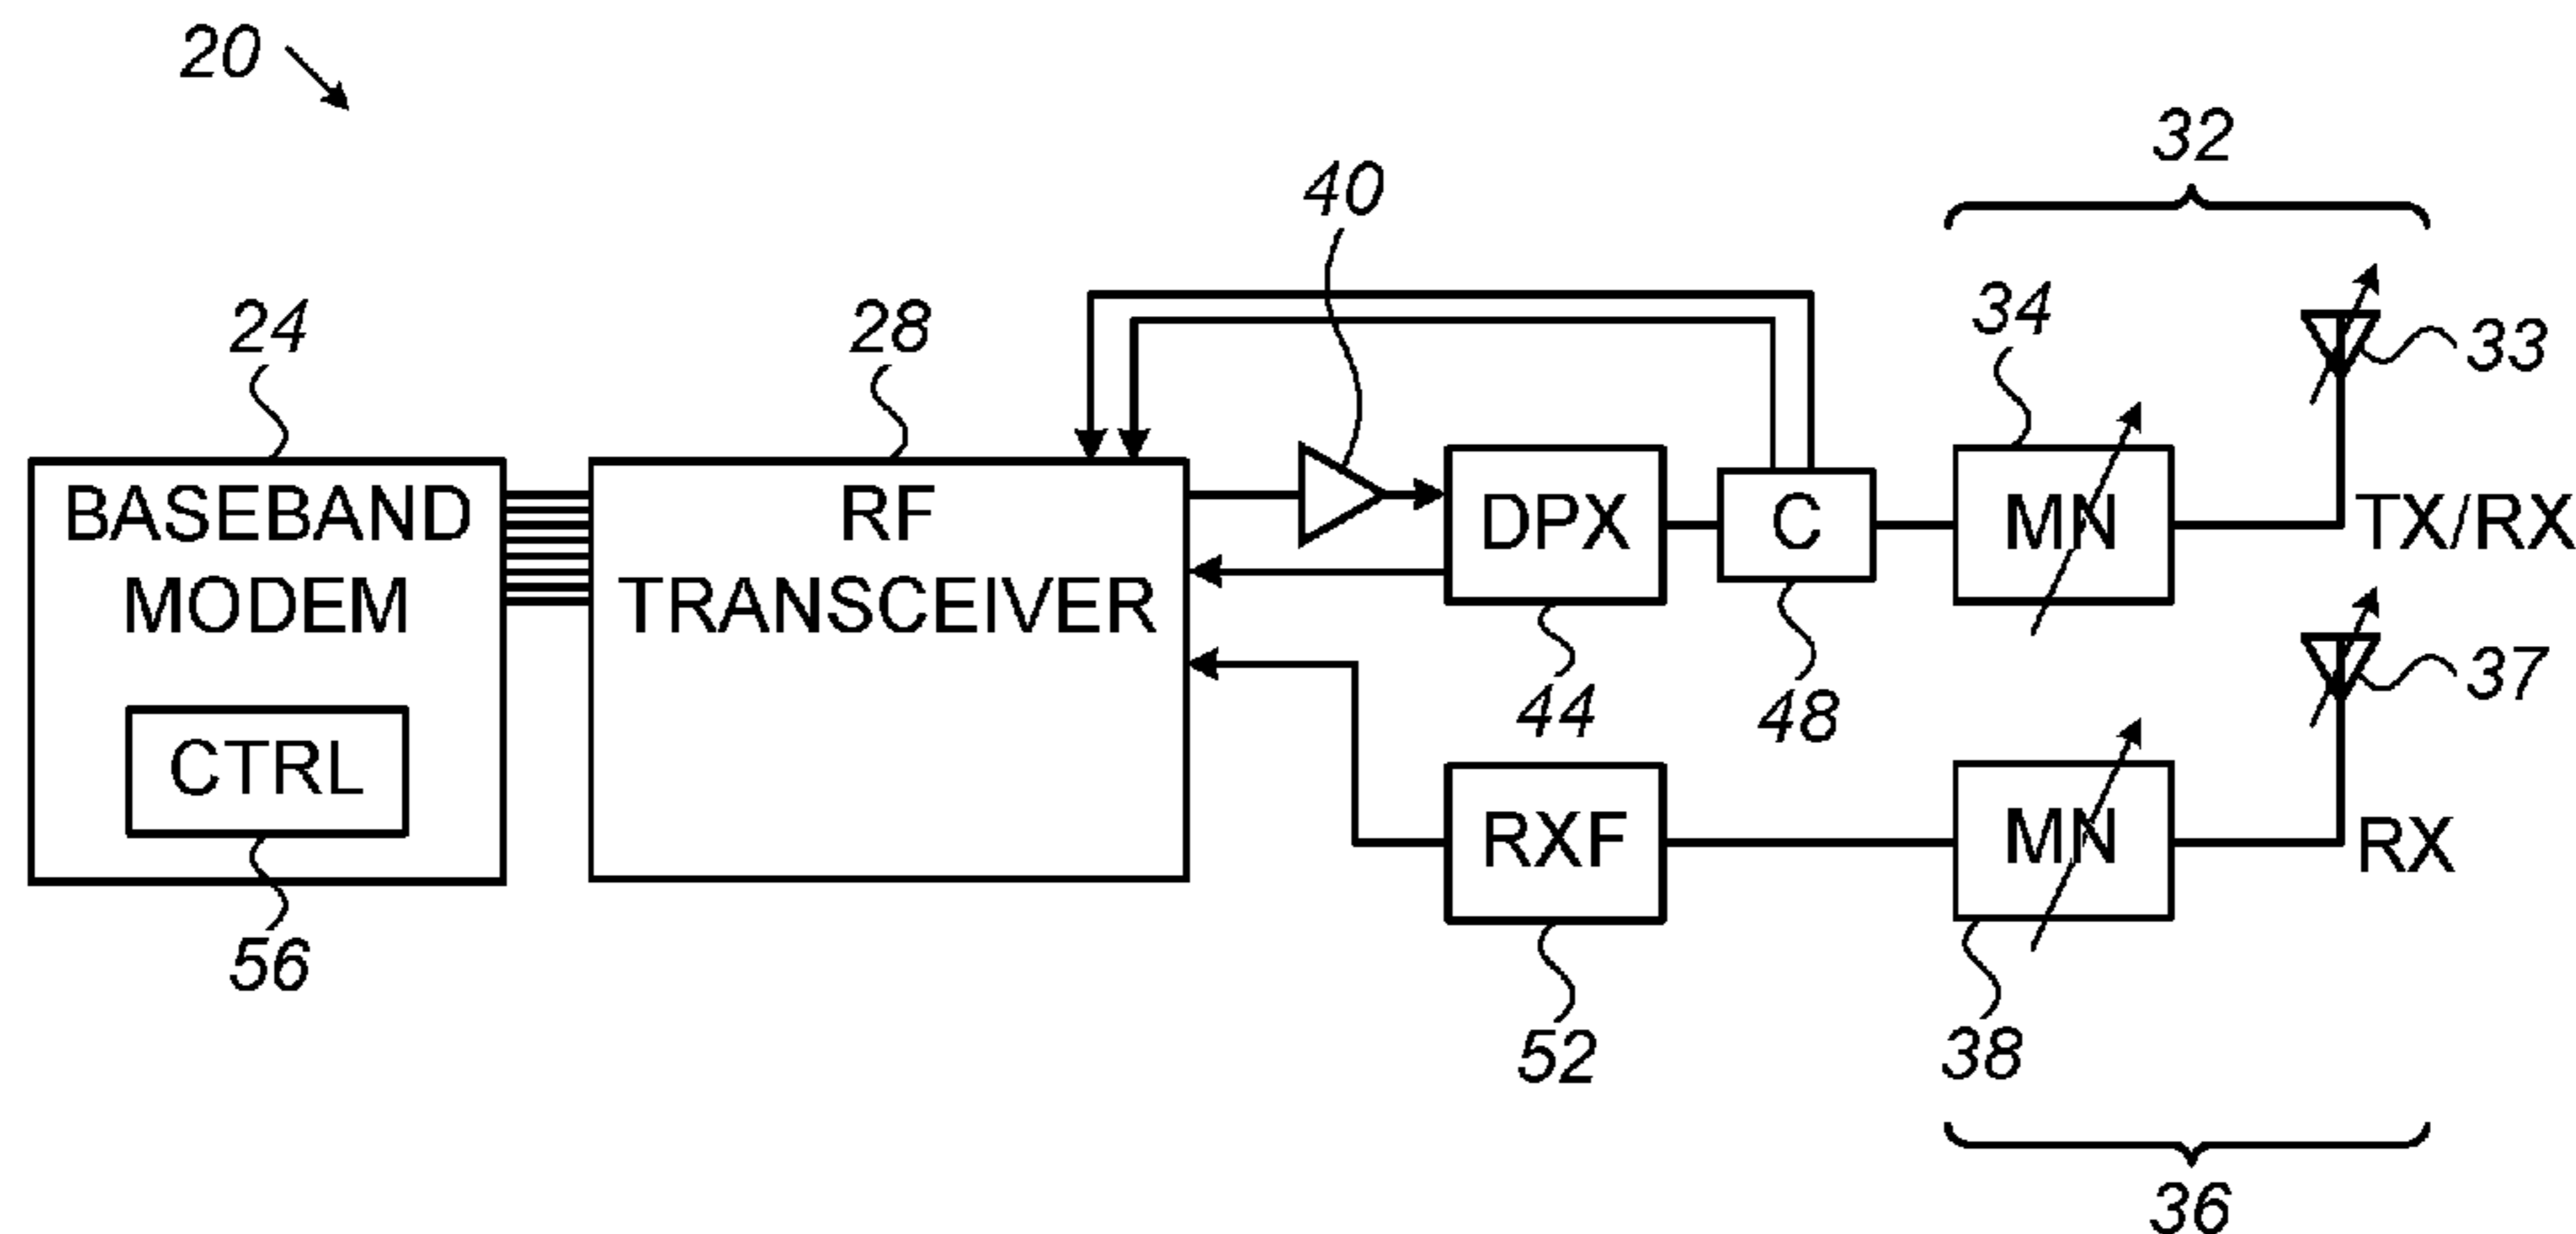 20
32
40
34
33
24
28
BASEBAND
MODEM
RF
TRANSCEIVER
DPX
C
MN
TX/RX
44
48
37
CTRL
RXF
MN
RX
56
52
38
36